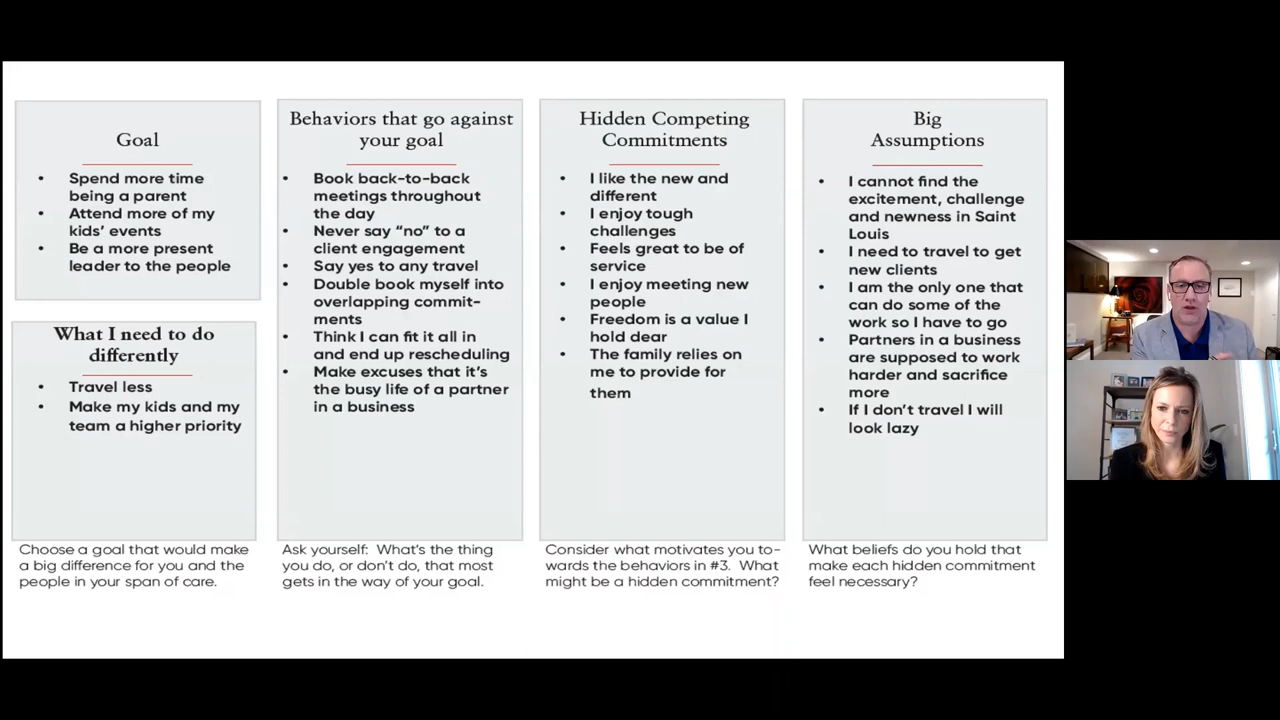 Goal
• Spend more time
being a parent
• Attend more of my
kids' events
• Be a more present
leader to the people
What I need to do
differently
• Travel less
• Make my kids and my
team a higher priority
Choose a goal that would make
a big difference for you and the
people in your span of care.
Behaviors that go against
your goal
• Book back-to-back
meetings throughout
the day
• Never say “no” to a
client engagement
• Say yes to any travel
• Double book myself into
overlapping commit-
ments
• Think I can fit it all in
and end up rescheduling
• Make excuses that it’s
the busy life of a partner
in a business
Ask yourself: What’s the thing
you do, or don’t do, that most
gets in the way of your goal.
Hidden Competing
Commitments
• I like the new and
different
• I enjoy tough
challenges
• Feels great to be of
service
• I enjoy meeting new
people
• Freedom is a value I
hold dear
• The family relies on
me to provide for
them
Consider what motivates you to-
wards the behaviors in #3. What
might be a hidden commitment?
Big
Assumptions
• I cannot find the
excitement, challenge
and newness in Saint
Louis
• I need to travel to get
new clients
• I am the only one that
can do some of the
work so I have to go
• Partners in a business
are supposed to work
harder and sacrifice
more
• If I don’t travel I will
look lazy
What beliefs do you hold that
make each hidden commitment
feel necessary?